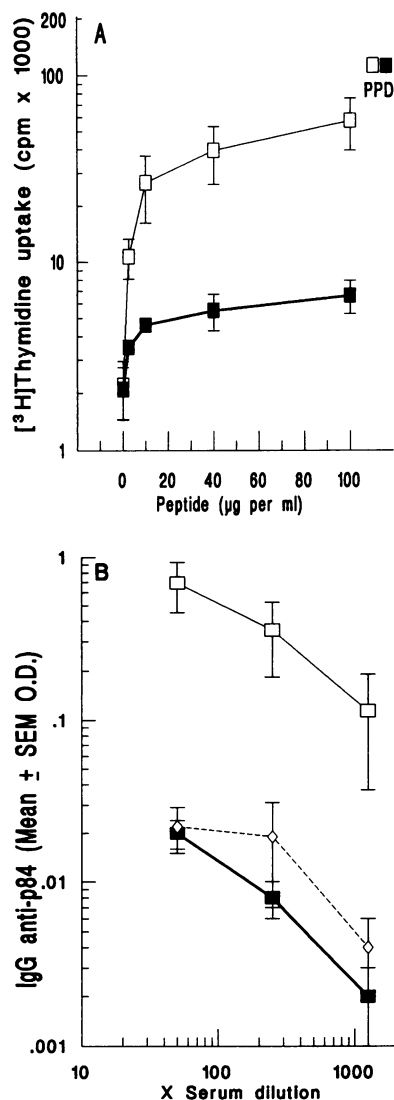 A
[³H]Thymidine uptake (cpm x 1000)
200
100
10
1
PPD
0 20 40 60 80 100
Peptide (µg per ml)
B
IgG anti-p84 (Mean ± SEM O.D.)
1
.1
.01
.001
10 100 1000
X Serum dilution